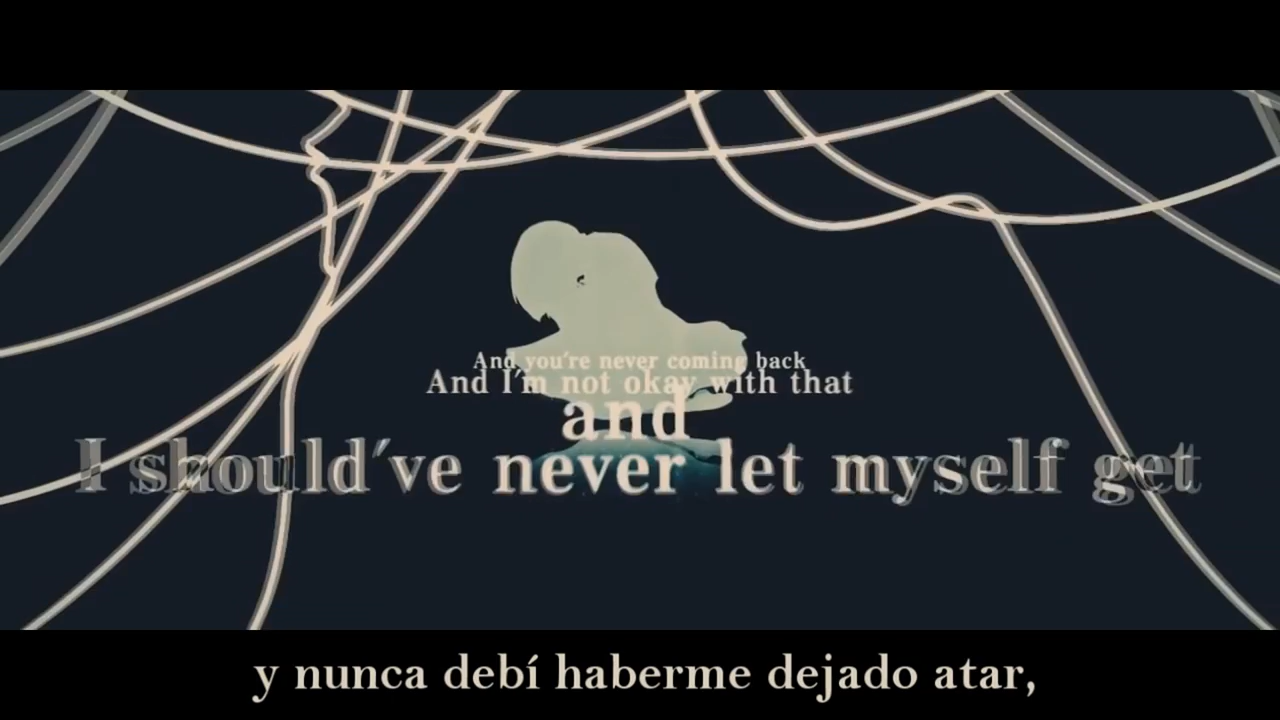 And you're never coming back
And I'm not okay with that
and
I should´ve never let myself get
y nunca debí haberme dejado atar,